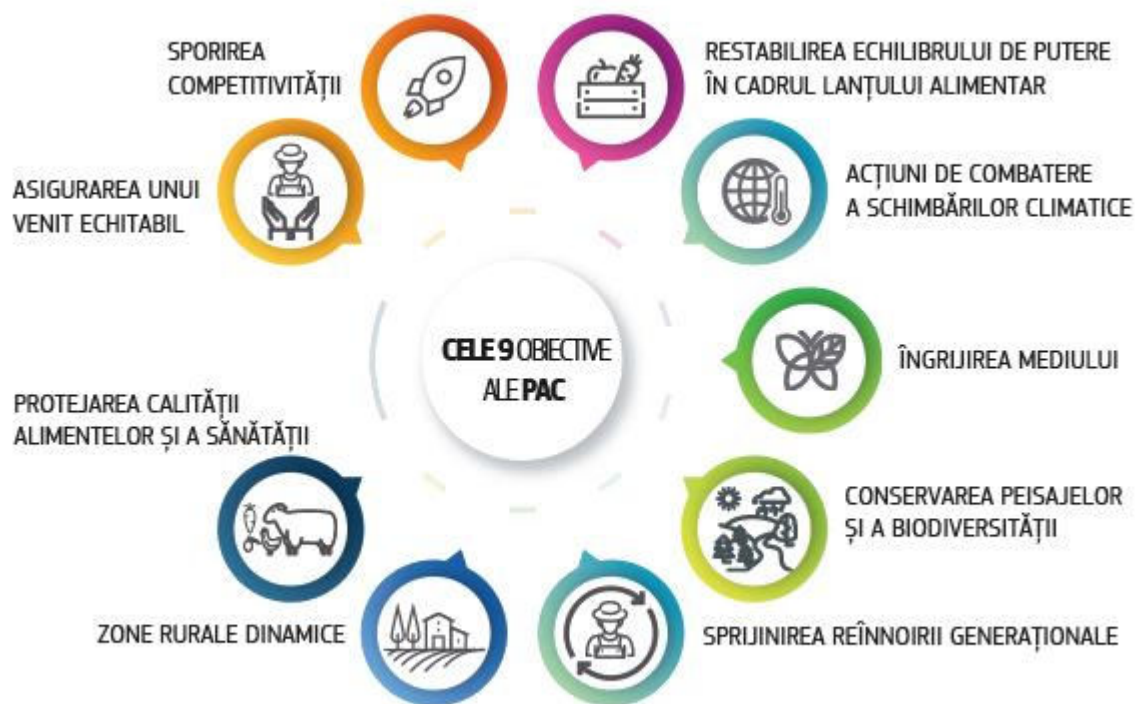 SPORIREA
COMPETITIVITĂȚII
RESTABILIREA ECHILIBRULUI DE PUTERE
ÎN CADRUL LANȚULUI ALIMENTAR
ASIGURAREA UNUI
VENIT ECHITABIL
ACȚIUNI DE COMBATERE
A SCHIMBĂRILOR CLIMATICE
CELE 9 OBIECTIVE
ALE PAC
ÎNGRIJIREA MEDIULUI
PROTEJAREA CALITĂȚII
ALIMENTELOR ȘI A SĂNĂTĂȚII
CONSERVAREA PEISAJELOR
ȘI A BIODIVERSITĂȚII
ZONE RURALE DINAMICE
SPRIJINIREA REÎNNOIRII GENERAȚIONALE